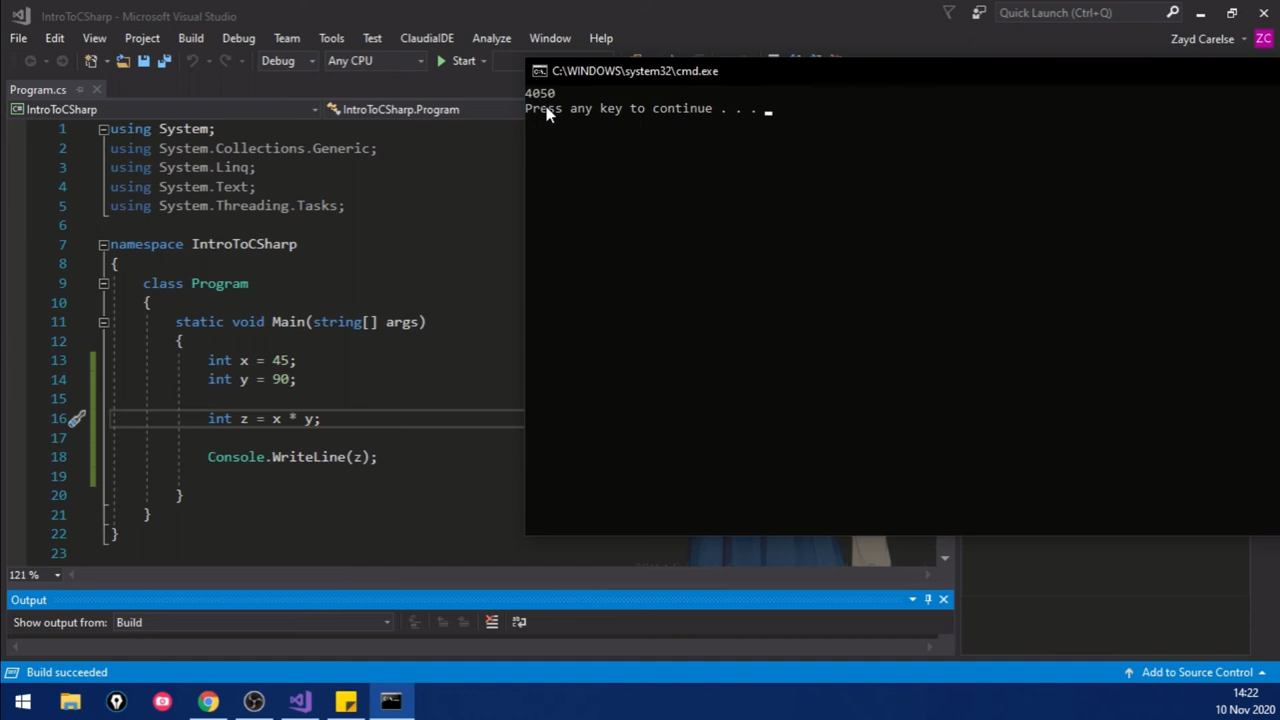 IntroToCSharp - Microsoft Visual Studio
Quick Launch (Ctrl+Q)
File Edit View Project Build Debug Team Tools Test ClaudiaIDE Analyze Window Help
Zayd Carelse ZC
Debug Any CPU Start
C:\WINDOWS\system32\cmd.exe
4050
Press any key to continue . . .
Program.cs
IntroToCSharp IntroToCSharp.Program
1 using System;
2 using System.Collections.Generic;
3 using System.Linq;
4 using System.Text;
5 using System.Threading.Tasks;
6
7 namespace IntroToCSharp
8 {
9 class Program
10 {
11 static void Main(string[] args)
12 {
13 int x = 45;
14 int y = 90;
15
16 int z = x * y;
17
18 Console.WriteLine(z);
19
20 }
21 }
22 }
23
121 %
Output
Show output from: Build
Build succeeded
Add to Source Control
14:22
10 Nov 2020